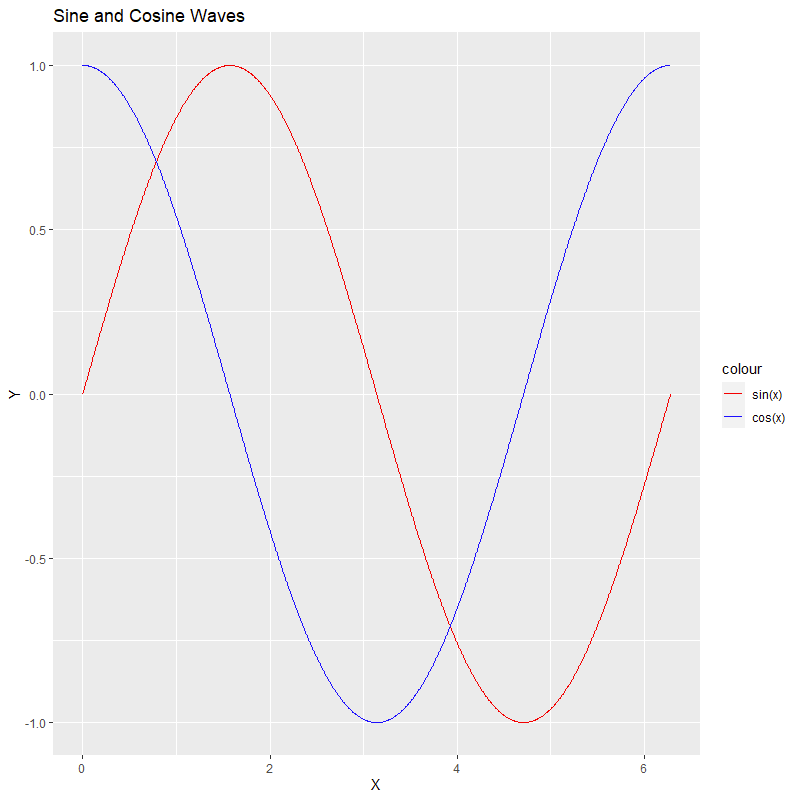 Sine and Cosine Waves
1.0
0.5
0.0
-0.5
-1.0
Y
0 2 4 6
X
colour
sin(x)
cos(x)